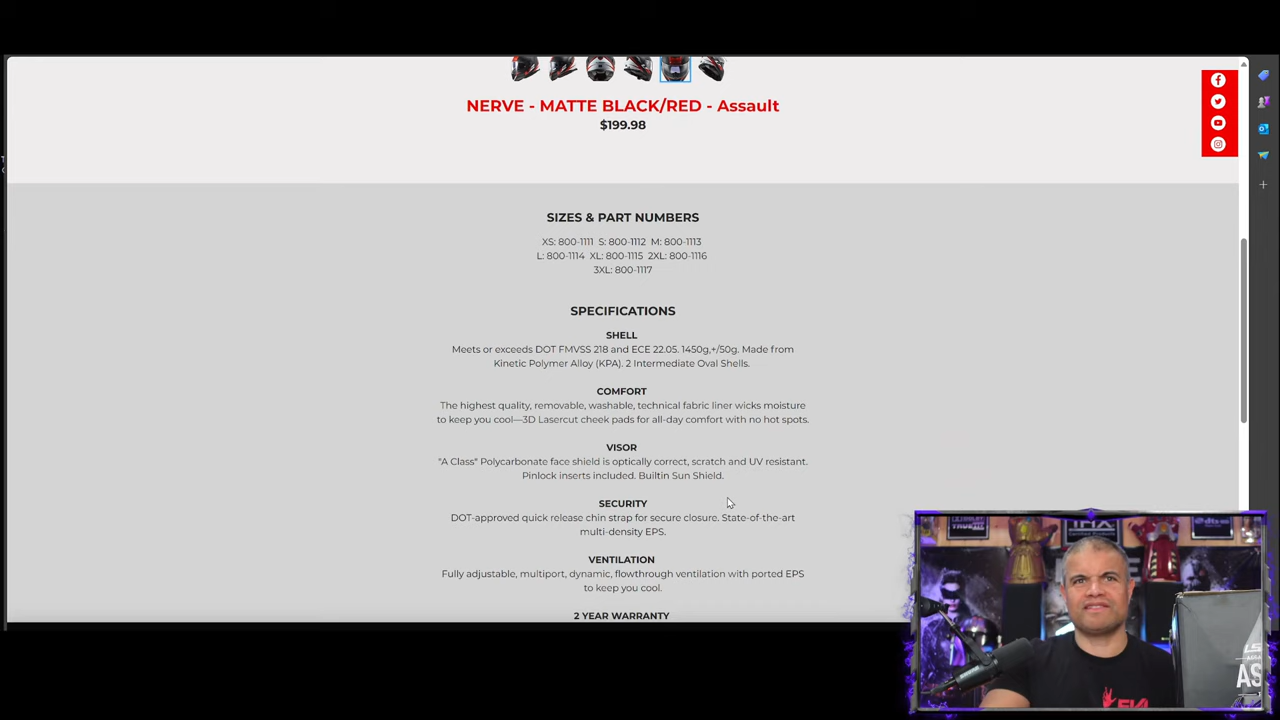 NERVE - MATTE BLACK/RED - Assault
$199.98
SIZES & PART NUMBERS
XS: 800-1111 S: 800-1112 M: 800-1113
L: 800-1114 XL: 800-1115 2XL: 800-1116
3XL: 800-1117
SPECIFICATIONS
SHELL
Meets or exceeds DOT FMVSS 218 and ECE 22.05. 1450g,+/50g. Made from
Kinetic Polymer Alloy (KPA). 2 Intermediate Oval Shells.
COMFORT
The highest quality, removable, washable, technical fabric liner wicks moisture
to keep you cool—3D Lasercut cheek pads for all-day comfort with no hot spots.
VISOR
"A Class" Polycarbonate face shield is optically correct, scratch and UV resistant.
Pinlock inserts included. Builtin Sun Shield.
SECURITY
DOT-approved quick release chin strap for secure closure. State-of-the-art
multi-density EPS.
VENTILATION
Fully adjustable, multiport, dynamic, flowthrough ventilation with ported EPS
to keep you cool.
2 YEAR WARRANTY